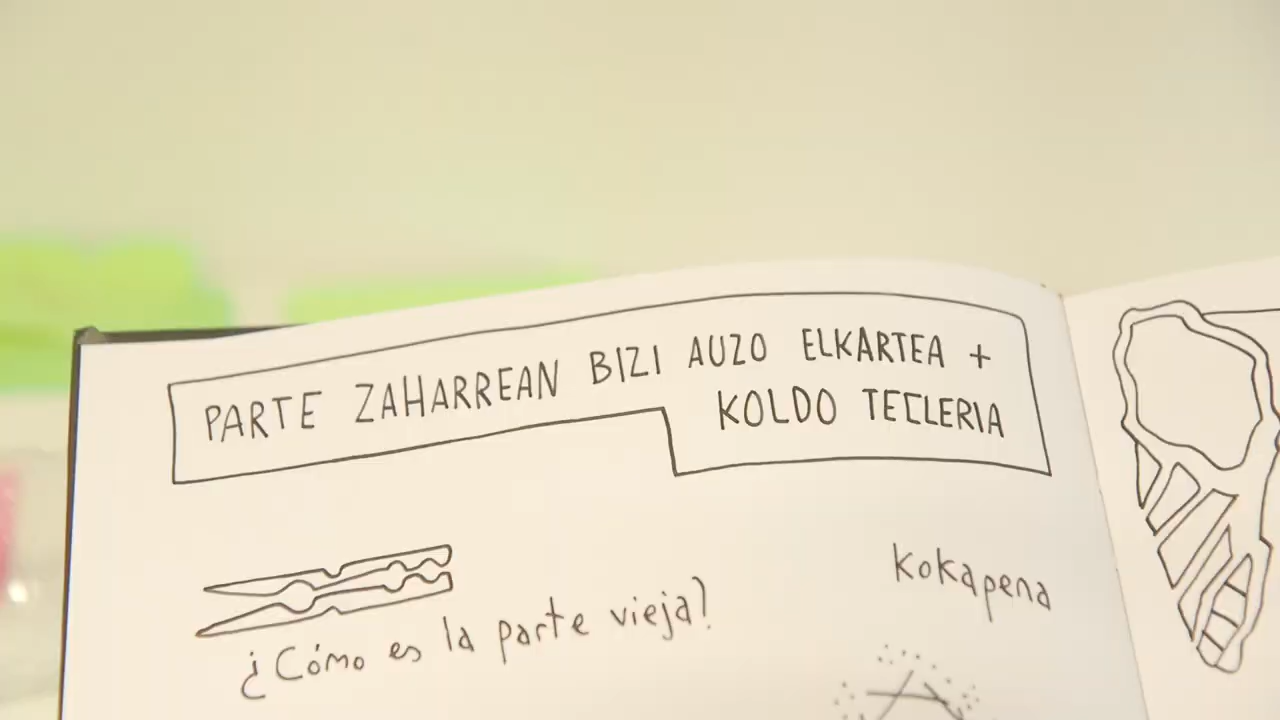 PARTE ZAHARREAN BIZI AUZO ELKARTEA +
KOLDO TECLERIA
kokapena
¿Cómo es la parte vieja?